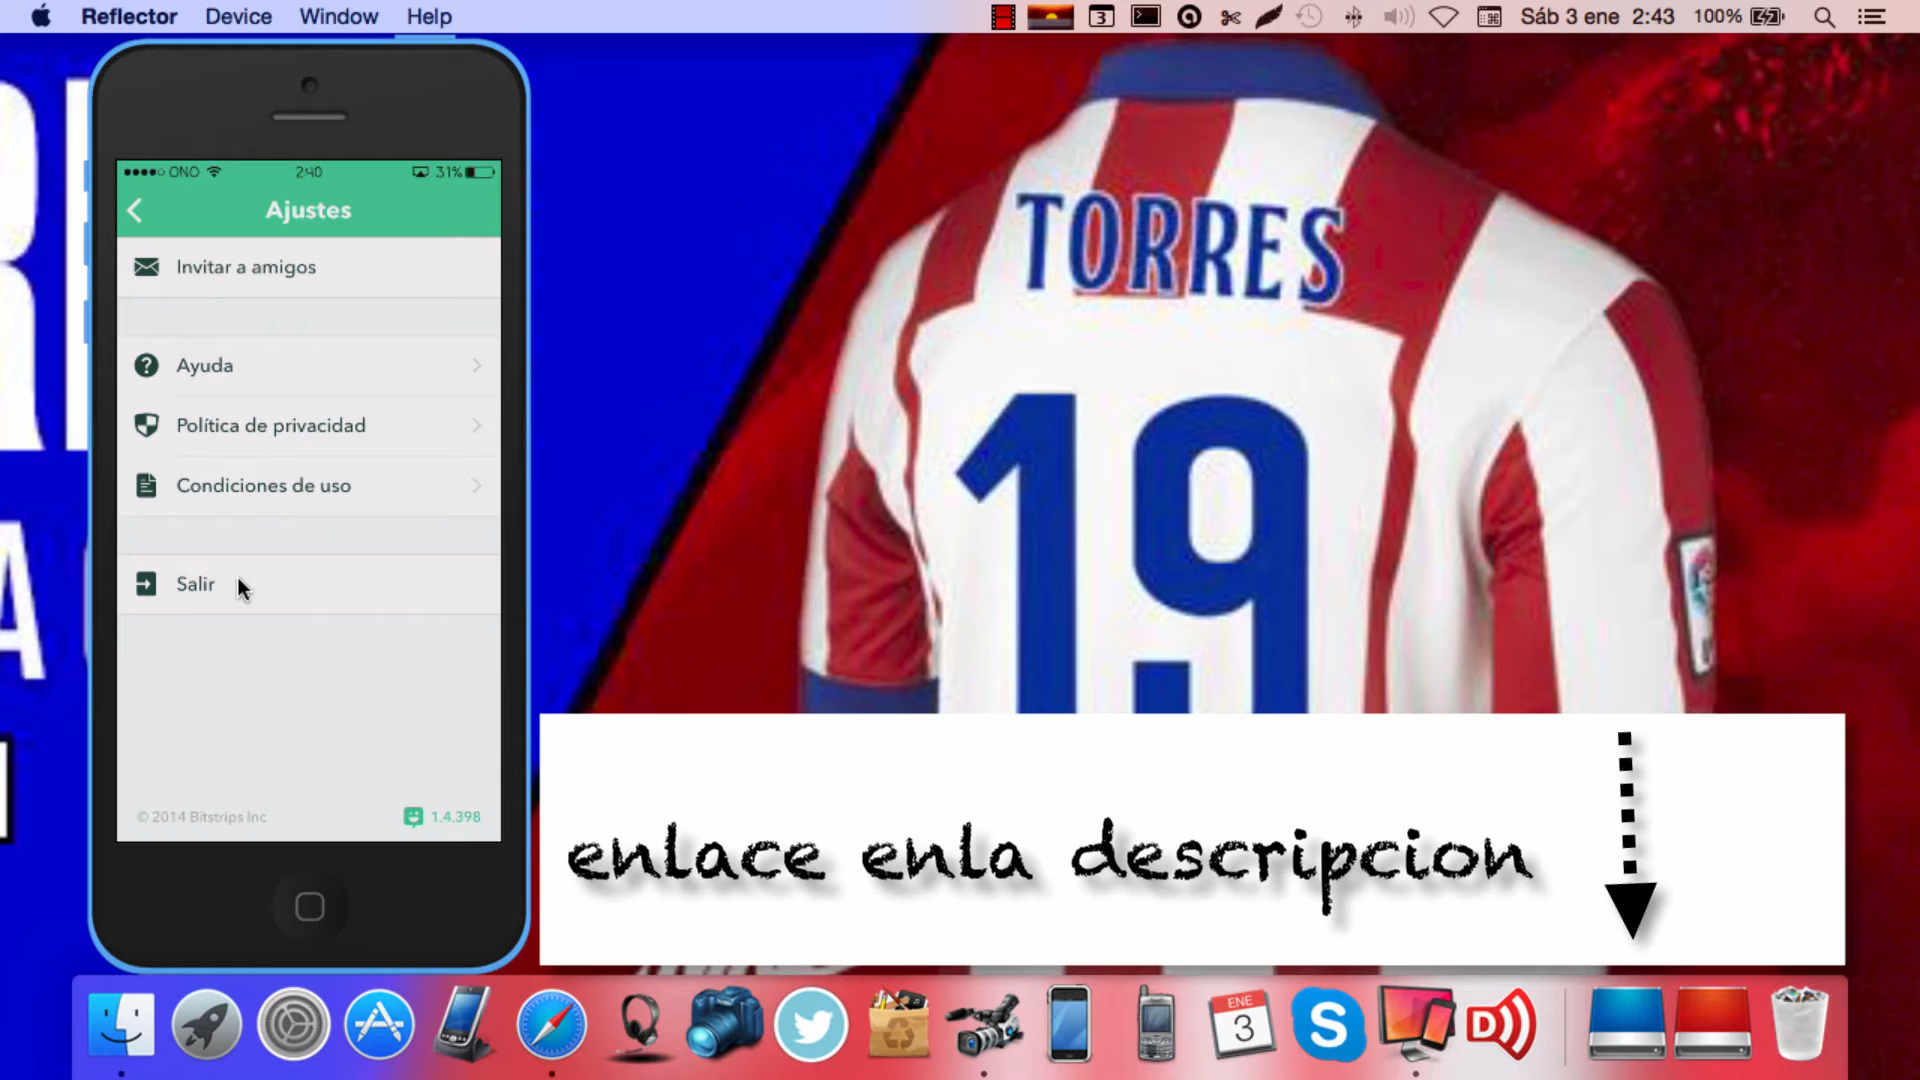 Reflector Device Window Help
3 Sáb 3 ene 2:43 100%
ONO 2:40 31%
Ajustes
Invitar a amigos
Ayuda
Política de privacidad
Condiciones de uso
Salir
© 2014 Bitstrips Inc 1.4.398
TORRES
19
enlace enla descripcion
ENE
3
S
D